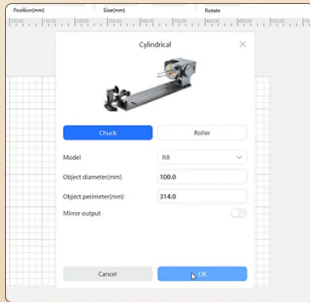 Position(mm) Size(mm) Rotate
Cylindrical
Chuck Roller
Model R8
Object diameter(mm) 100.0
Object perimeter(mm) 314.0
Mirror output
Cancel OK